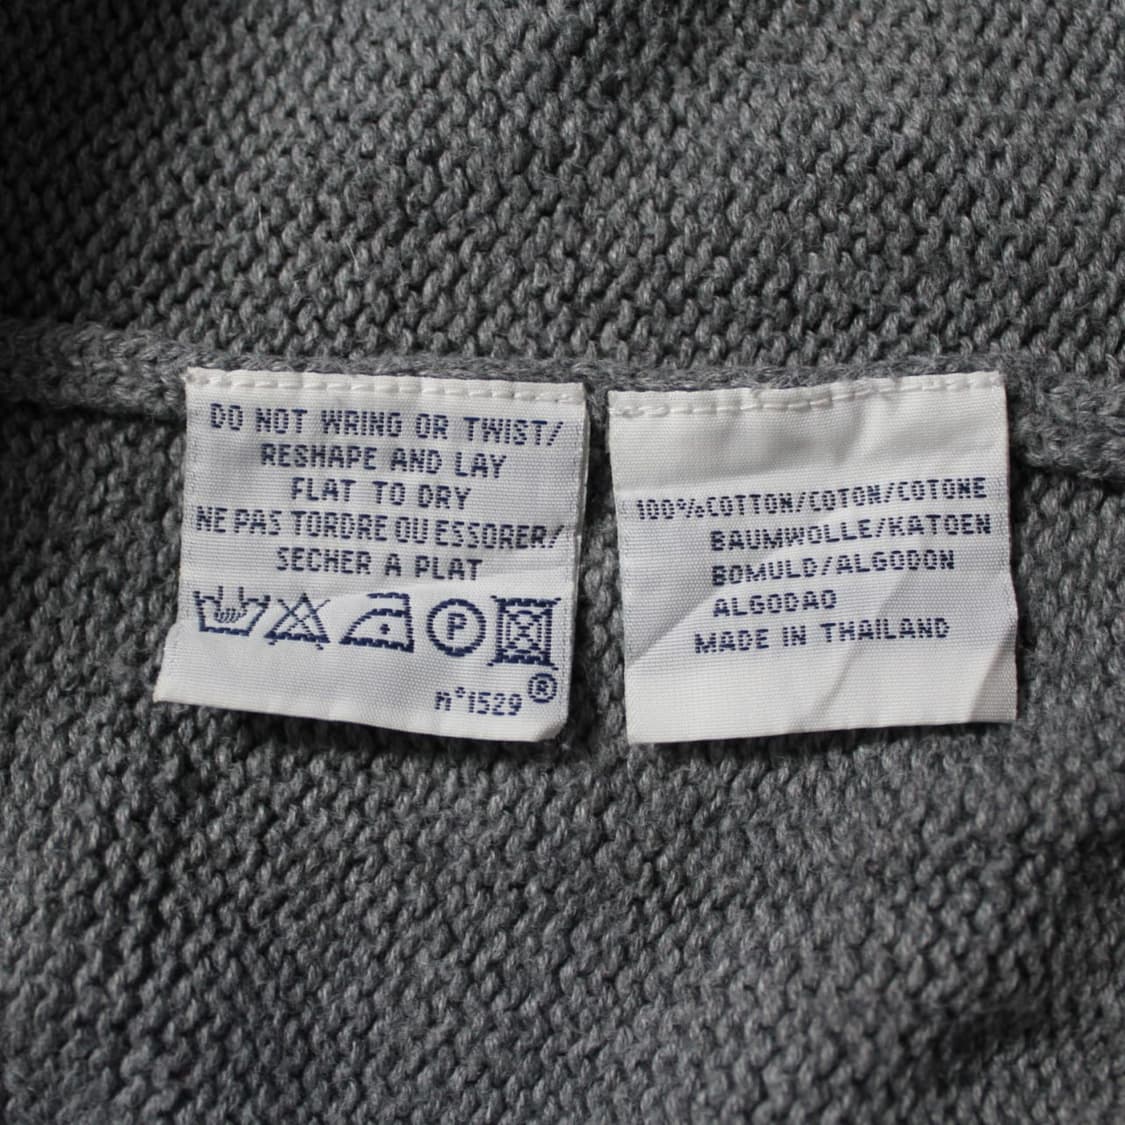 DO NOT WRING OR TWIST/
RESHAPE AND LAY
FLAT TO DRY
NE PAS TORDRE OU ESSORER/
SECHER A PLAT
P
n°1529®
100%COTTON/COTON/COTONE
BAUMWOLLE/KATOEN
BOMULD/ALGODON
ALGODAO
MADE IN THAILAND